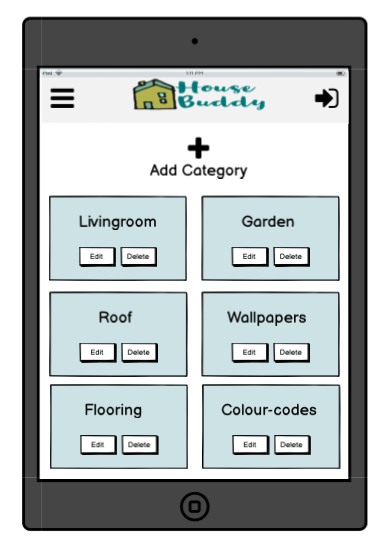 iPad
1:11 PM
House
Buddy
Add Category
Livingroom
Edit Delete
Garden
Edit Delete
Roof
Edit Delete
Wallpapers
Edit Delete
Flooring
Edit Delete
Colour-codes
Edit Delete